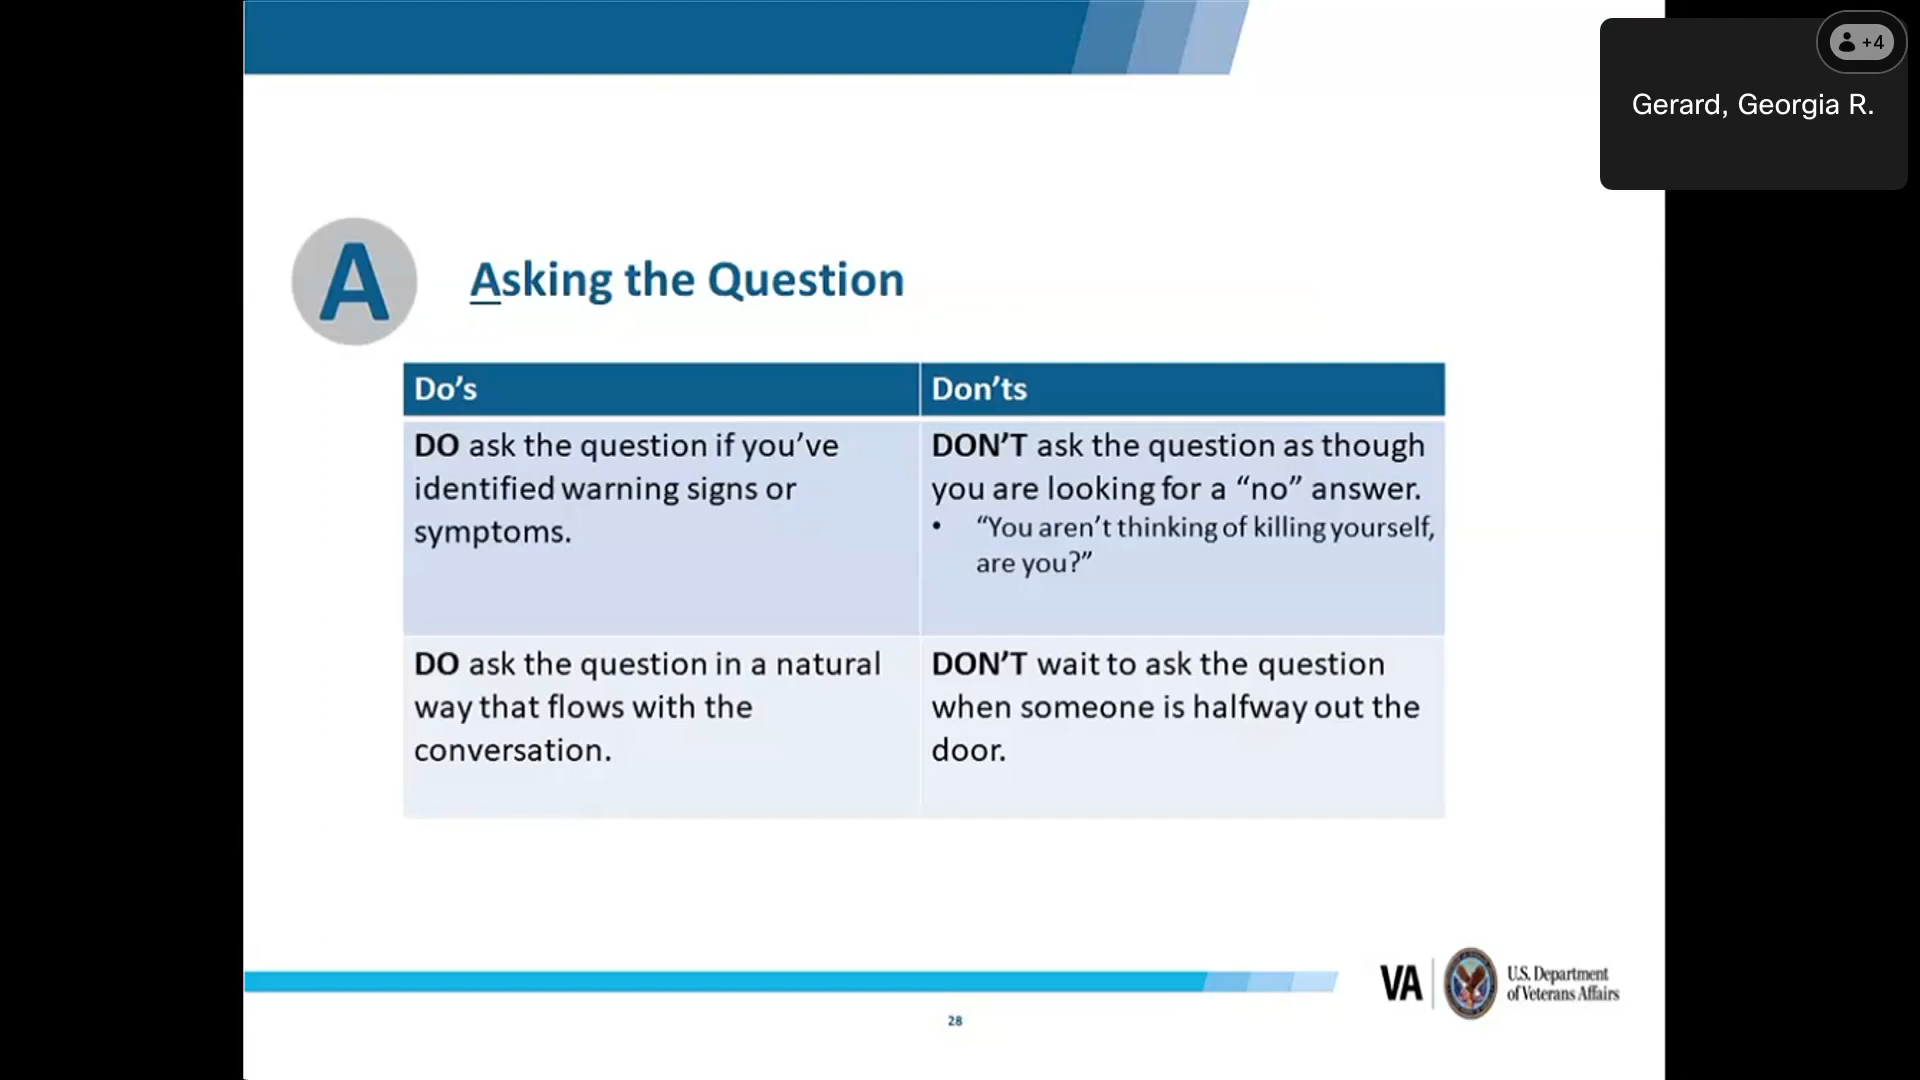 +4
Gerard, Georgia R.
A
Asking the Question
Do’s
Don’ts
DO ask the question if you’ve
identified warning signs or
symptoms.
DON’T ask the question as though
you are looking for a “no” answer.
• “You aren’t thinking of killing yourself,
are you?”
DO ask the question in a natural
way that flows with the
conversation.
DON’T wait to ask the question
when someone is halfway out the
door.
VA
U.S. Department
of Veterans Affairs
28